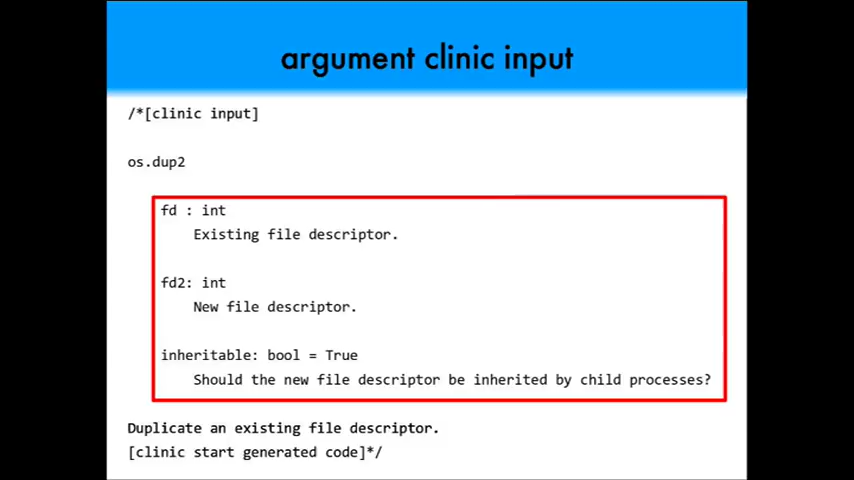 argument clinic input
/*[clinic input]
os.dup2
fd : int
Existing file descriptor.
fd2: int
New file descriptor.
inheritable: bool = True
Should the new file descriptor be inherited by child processes?
Duplicate an existing file descriptor.
[clinic start generated code]*/